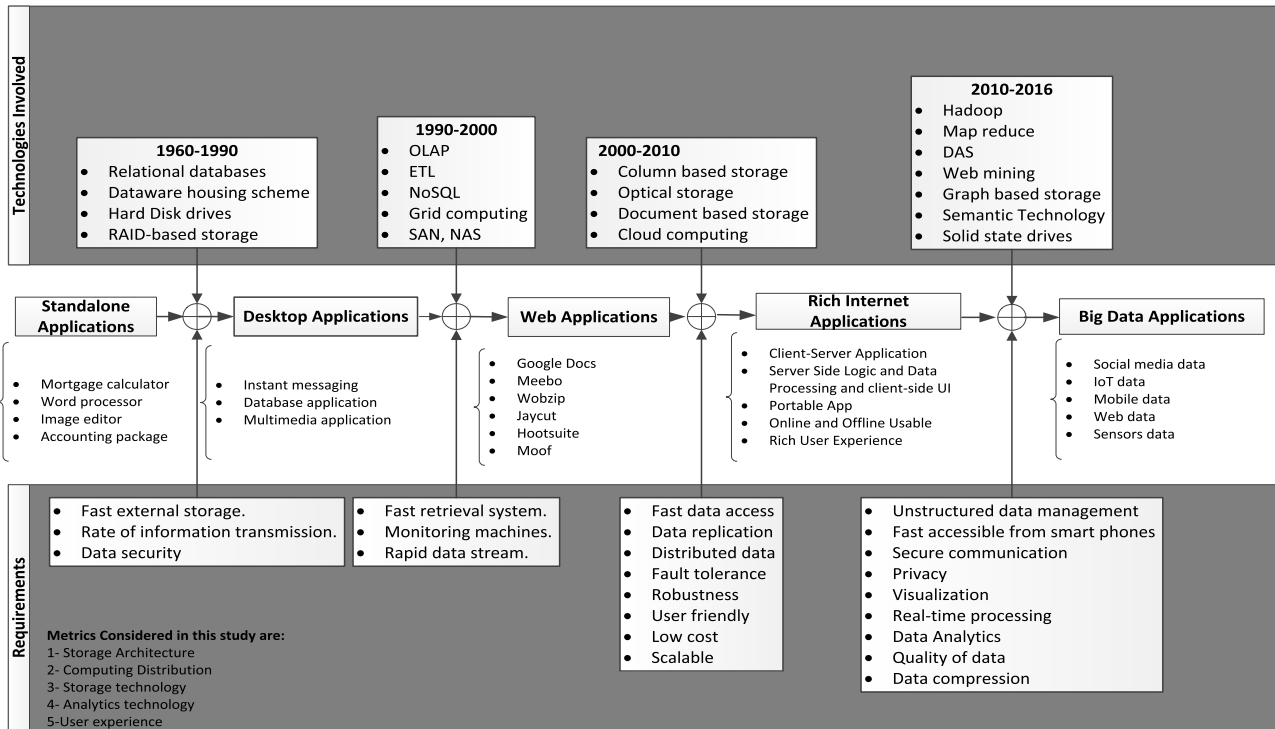 Technologies Involved
1960-1990
Relational databases
Dataware housing scheme
Hard Disk drives
RAID-based storage
1990-2000
OLAP
ETL
NoSQL
Grid computing
SAN, NAS
2000-2010
Column based storage
Optical storage
Document based storage
Cloud computing
2010-2016
Hadoop
Map reduce
DAS
Web mining
Graph based storage
Semantic Technology
Solid state drives
Standalone
Applications
Desktop Applications
Web Applications
Rich Internet
Applications
Big Data Applications
Mortgage calculator
Word processor
Image editor
Accounting package
Instant messaging
Database application
Multimedia application
Google Docs
Meebo
Wobzip
Jaycut
Hootsuite
Moof
Client-Server Application
Server Side Logic and Data
Processing and client-side UI
Portable App
Online and Offline Usable
Rich User Experience
Social media data
IoT data
Mobile data
Web data
Sensors data
Requirements
Fast external storage.
Rate of information transmission.
Data security
Fast retrieval system.
Monitoring machines.
Rapid data stream.
Fast data access
Data replication
Distributed data
Fault tolerance
Robustness
User friendly
Low cost
Scalable
Unstructured data management
Fast accessible from smart phones
Secure communication
Privacy
Visualization
Real-time processing
Data Analytics
Quality of data
Data compression
Metrics Considered in this study are:
1- Storage Architecture
2- Computing Distribution
3- Storage technology
4- Analytics technology
5-User experience